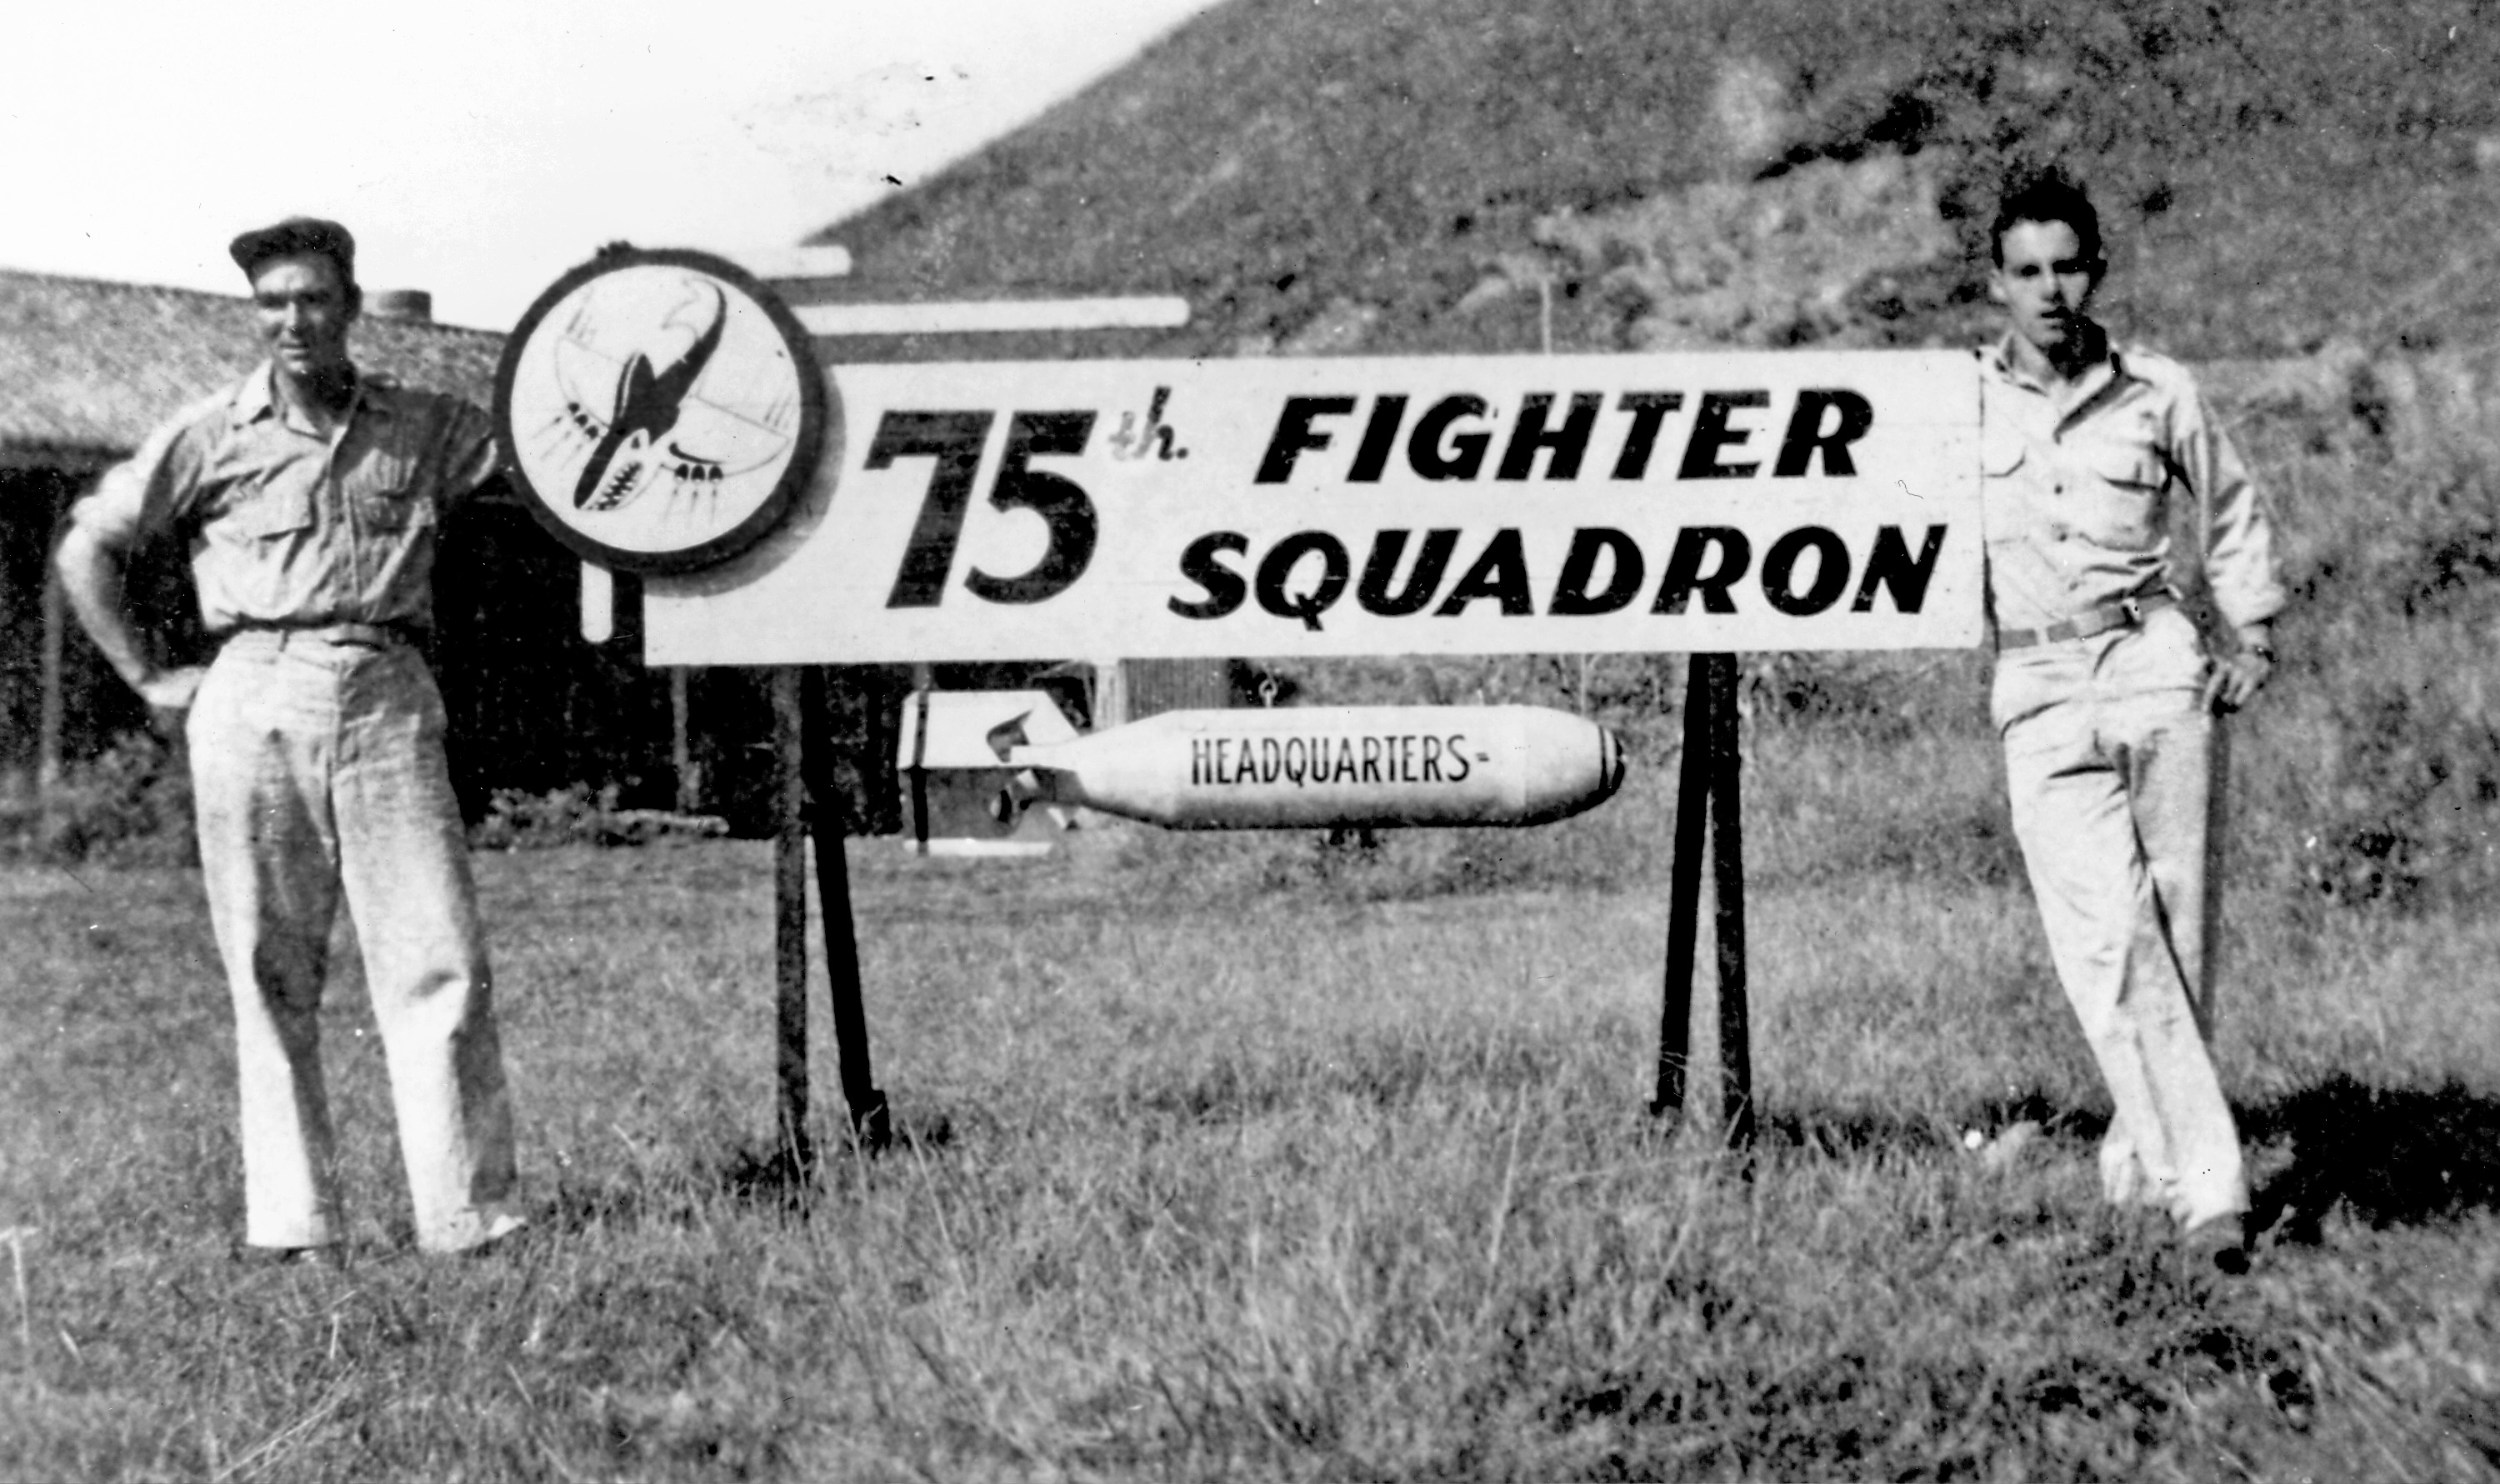 75th. FIGHTER
SQUADRON
HEADQUARTERS-